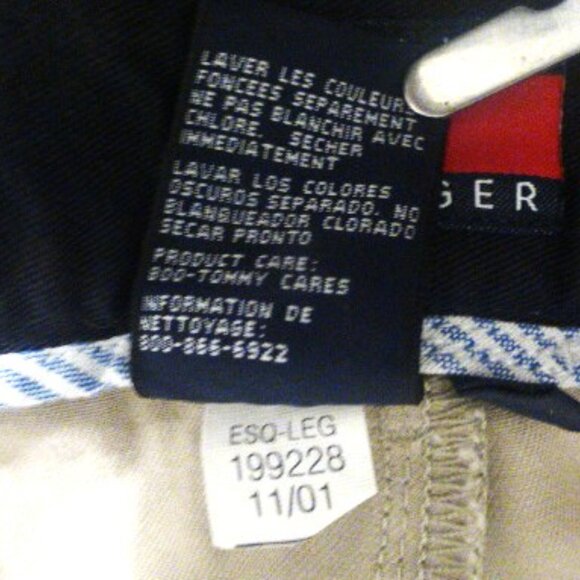 LAVER LES COULEURS
FONCEES SEPAREMENT
NE PAS BLANCHIR AVEC
CHLORE. SECHER
IMMEDIATEMENT
LAVAR LOS COLORES
OSCUROS SEPARADO. NO
BLANQUEADOR CLORADO
SECAR PRONTO
PRODUCT CARE:
800-TOMMY CARES
INFORMATION DE
NETTOYAGE:
800-866-6922
GER
ESQ-LEG
199228
11/01